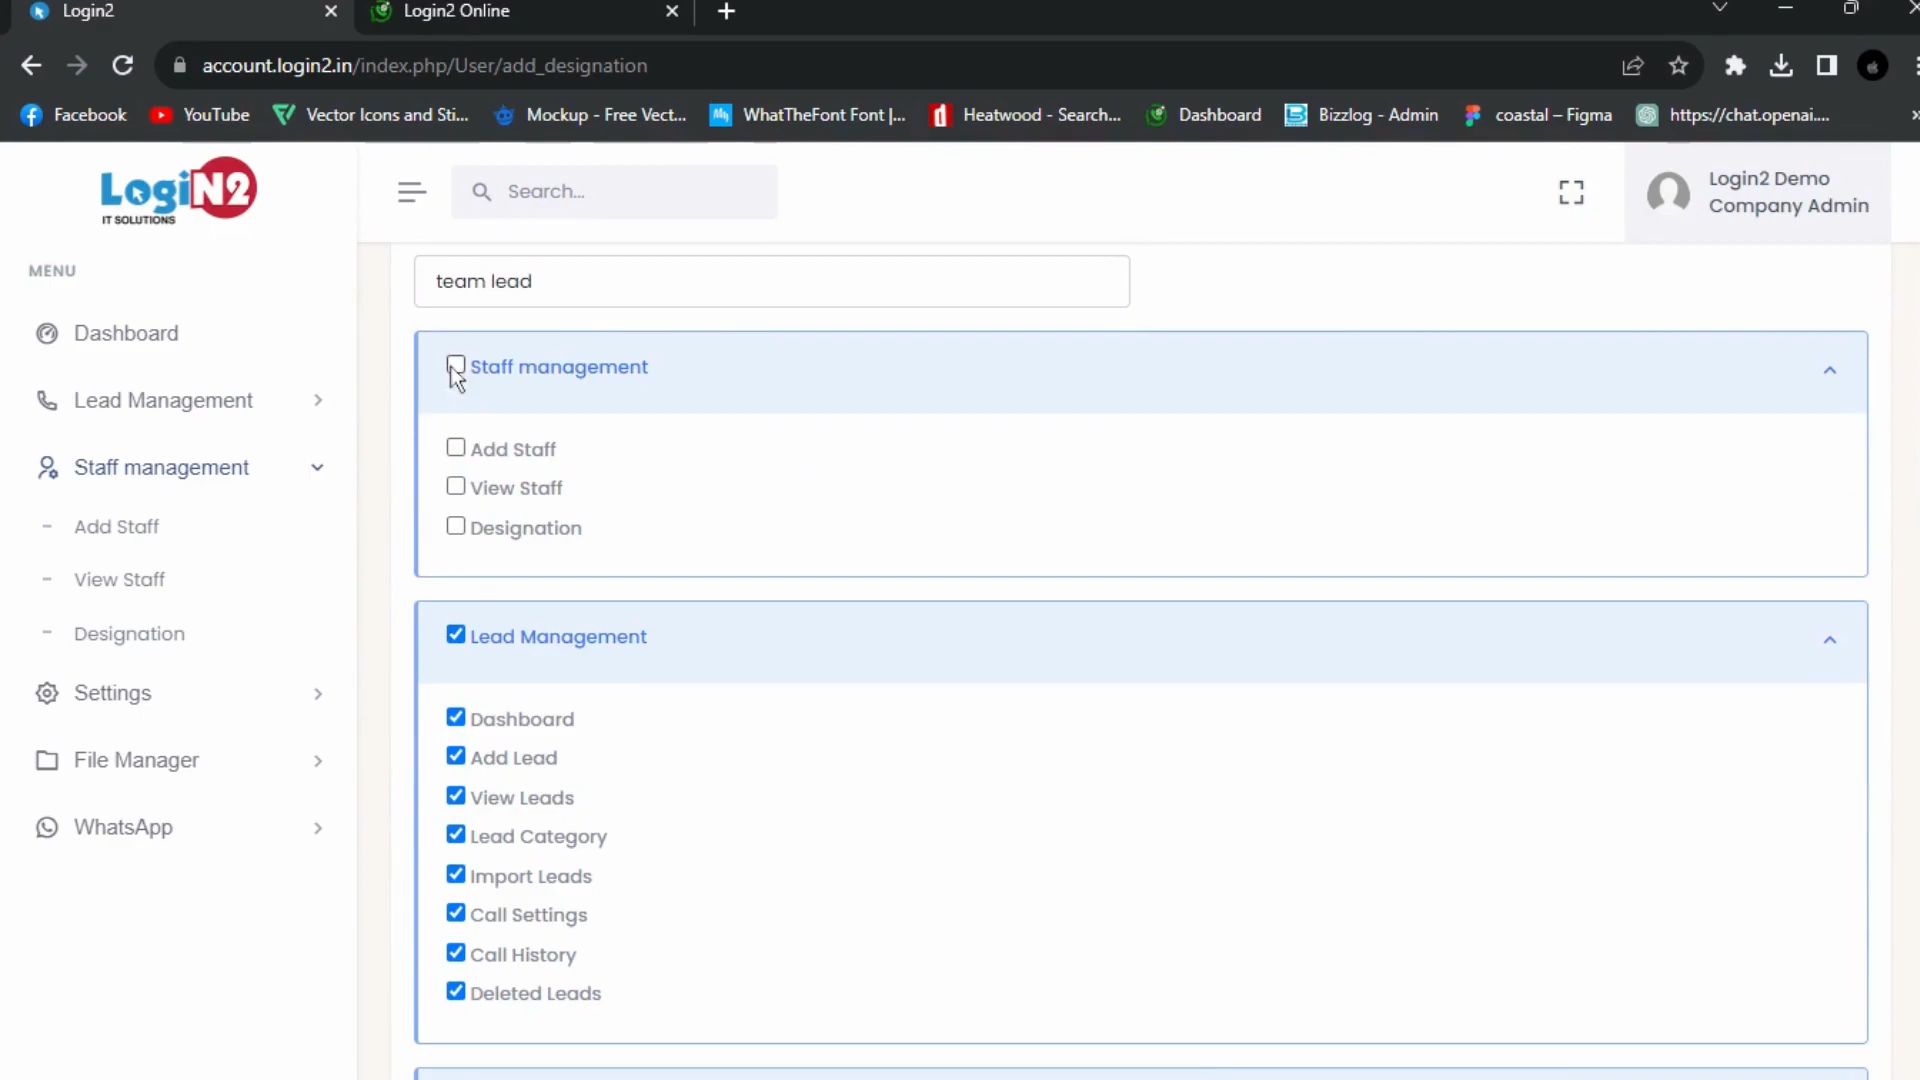 Login2
Login2 Online
account.login2.in/index.php/User/add_designation
Facebook
YouTube
Vector Icons and Sti...
Mockup - Free Vect...
WhatTheFont Font |...
Heatwood - Search...
Dashboard
Bizzlog - Admin
coastal – Figma
https://chat.openai....
LogiN2
IT SOLUTIONS
Search...
Login2 Demo
Company Admin
MENU
Dashboard
Lead Management
Staff management
Add Staff
View Staff
Designation
Settings
File Manager
WhatsApp
team lead
Staff management
Add Staff
View Staff
Designation
Lead Management
Dashboard
Add Lead
View Leads
Lead Category
Import Leads
Call Settings
Call History
Deleted Leads